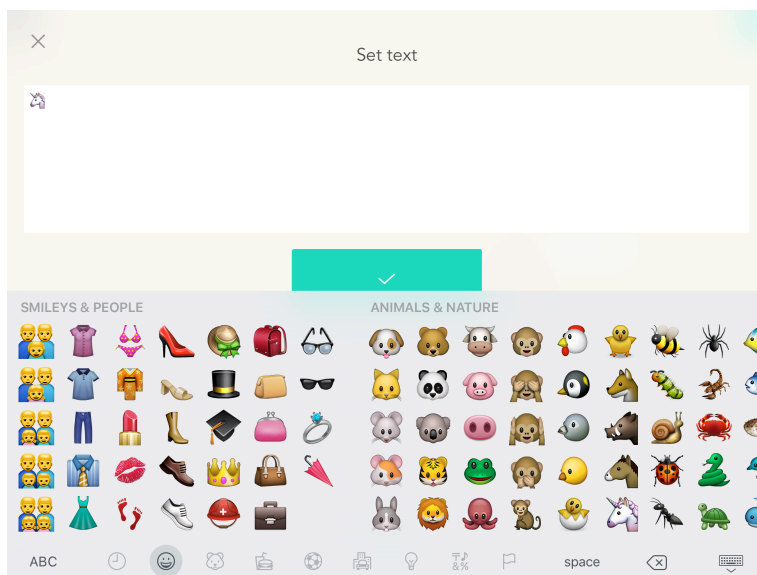 Set text
🦄
SMILEYS & PEOPLE
ANIMALS & NATURE
ABC
space